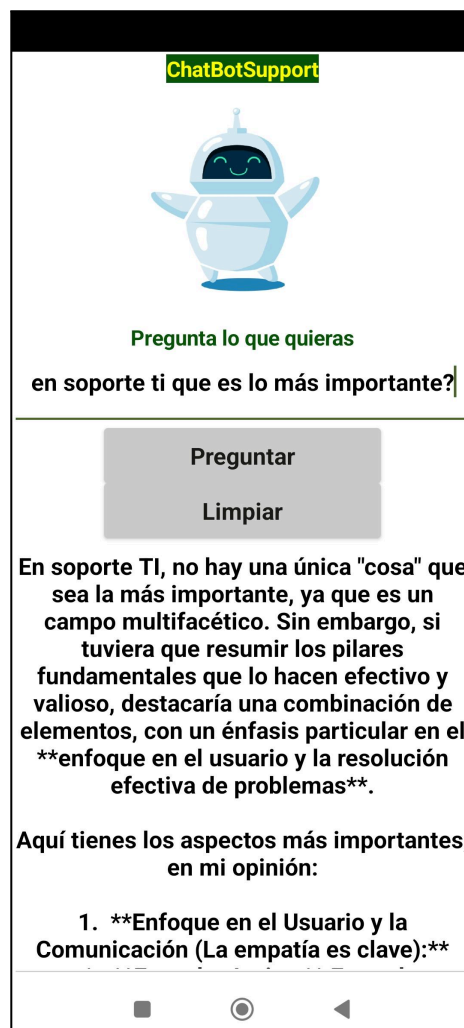 ChatBotSupport
Pregunta lo que quieras
en soporte ti que es lo más importante?
Preguntar
Limpiar
En soporte TI, no hay una única "cosa" que
sea la más importante, ya que es un
campo multifacético. Sin embargo, si
tuviera que resumir los pilares
fundamentales que lo hacen efectivo y
valioso, destacaría una combinación de
elementos, con un énfasis particular en el
**enfoque en el usuario y la resolución
efectiva de problemas**.
Aquí tienes los aspectos más importantes
en mi opinión:
1. **Enfoque en el Usuario y la
Comunicación (La empatía es clave):**